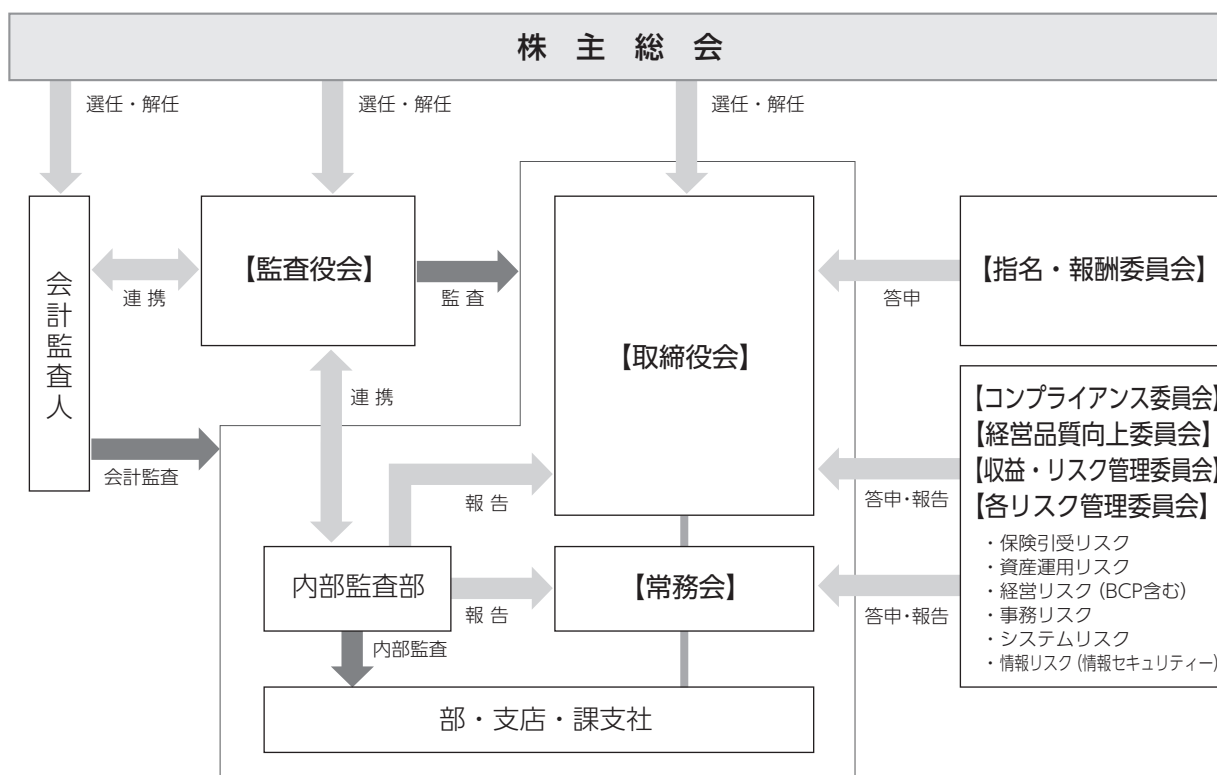 株主総会
選任・解任
選任・解任
選任・解任
会計監査人
連携
【監査役会】
監査
会計監査
連携
【取締役会】
答申
【指名・報酬委員会】
報告
答申・報告
【コンプライアンス委員会】
【経営品質向上委員会】
【収益・リスク管理委員会】
【各リスク管理委員会】
・保険引受リスク
・資産運用リスク
・経営リスク（BCP含む）
・事務リスク
・システムリスク
・情報リスク（情報セキュリティー）
内部監査部
報告
【常務会】
答申・報告
内部監査
部・支店・課支社